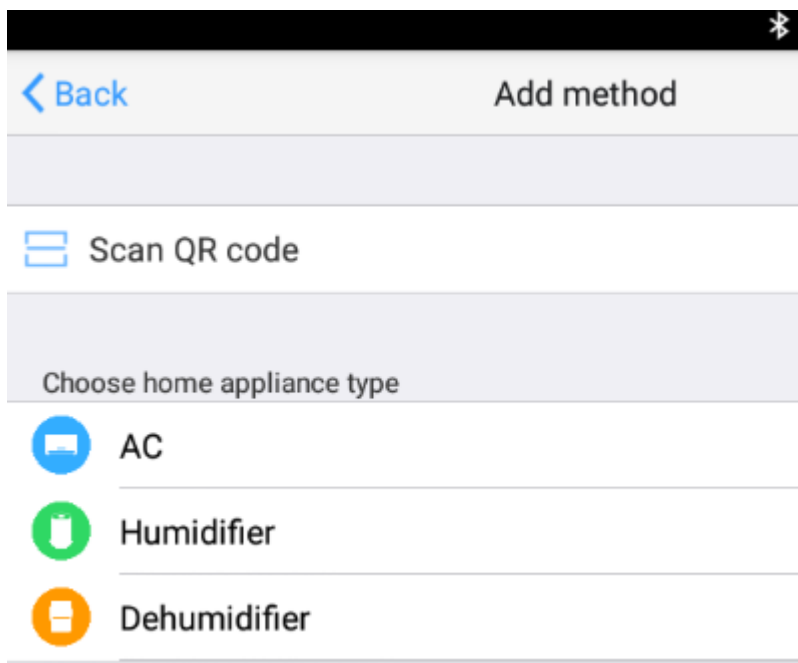 Back
Add method
Scan QR code
Choose home appliance type
AC
Humidifier
Dehumidifier